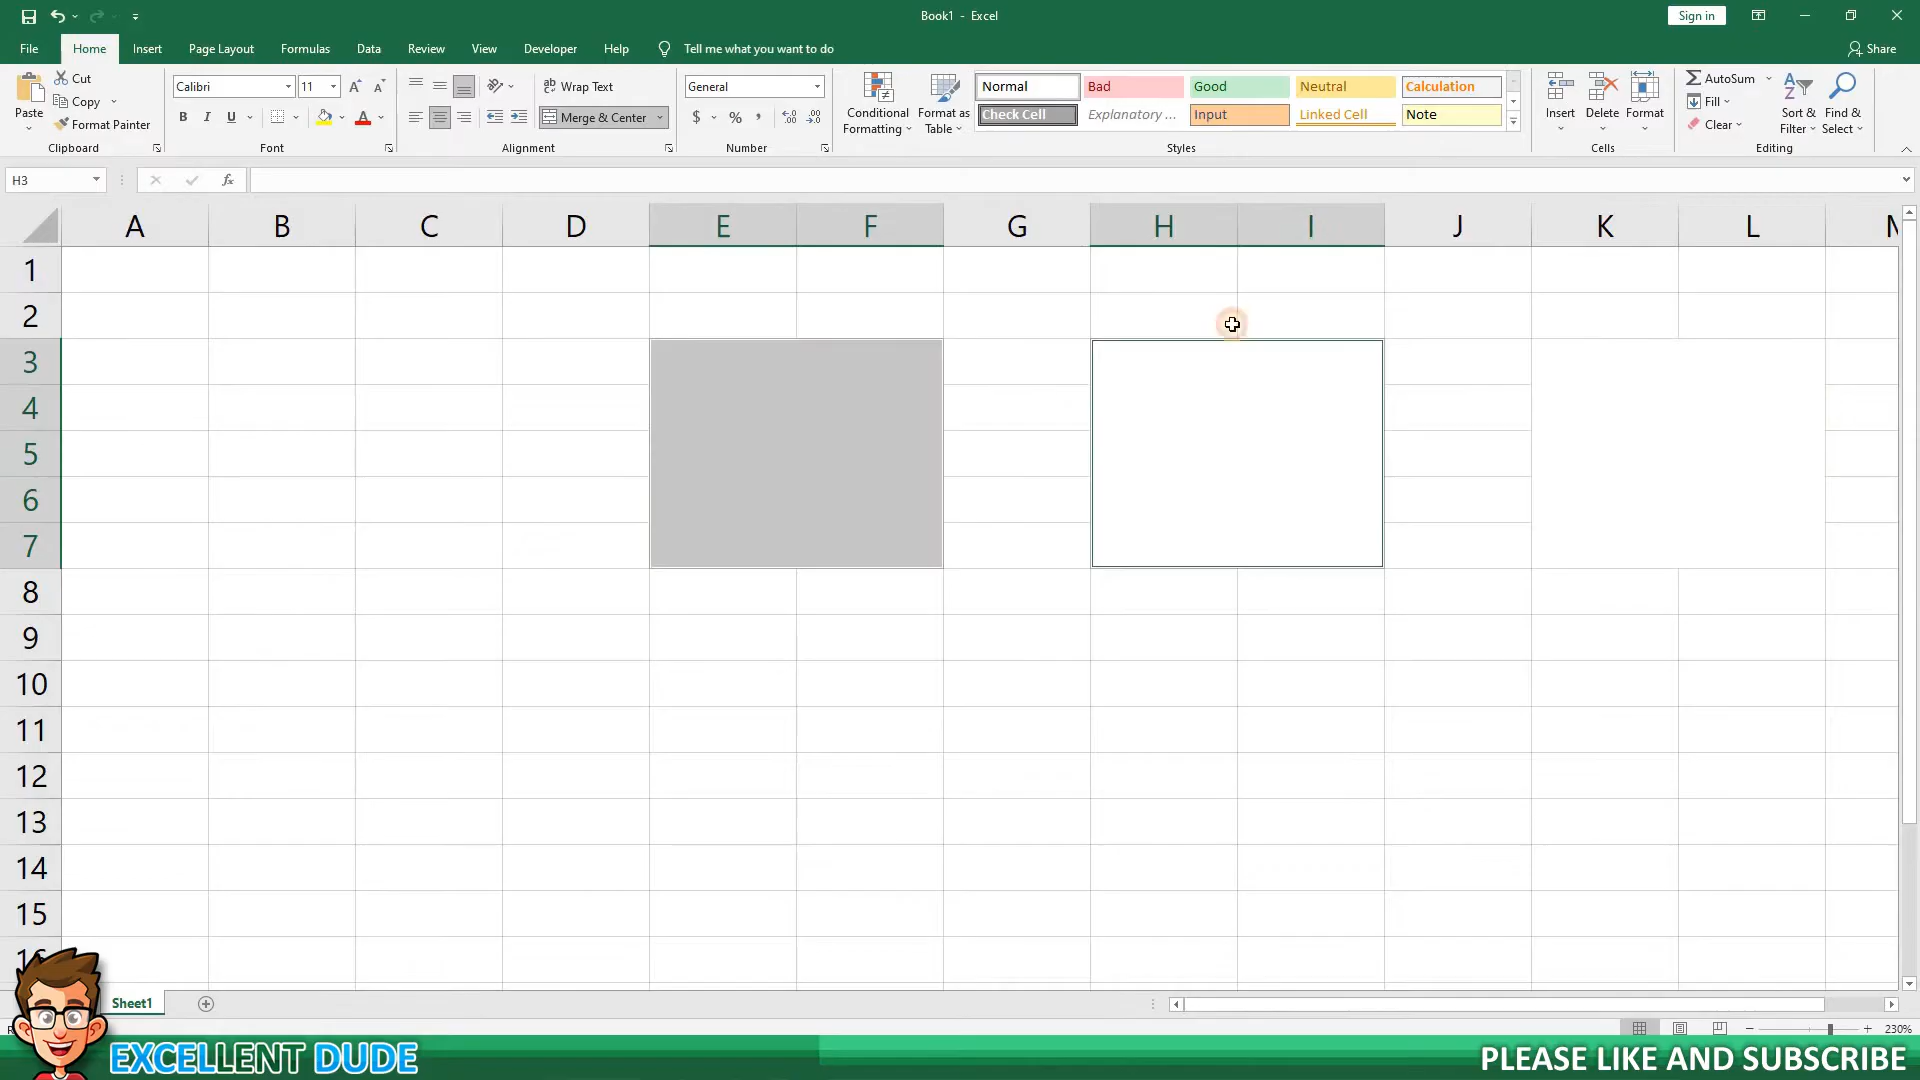 Book1 - Excel
Sign in
File Home Insert Page Layout Formulas Data Review View Developer Help Tell me what you want to do
Share
Paste
Cut
Copy
Format Painter
Clipboard
Calibri 11
B I U
Font
Wrap Text
Merge & Center
Alignment
General
$ % ,
Number
Conditional Formatting
Format as Table
Normal Bad Good Neutral Calculation
Check Cell Explanatory ... Input Linked Cell Note
Styles
Insert Delete Format
Cells
AutoSum
Fill
Clear
Sort & Filter
Find & Select
Editing
H3
fx
A B C D E F G H I J K L
1
2
3
4
5
6
7
8
9
10
11
12
13
14
15
Sheet1
230%
EXCELLENT DUDE
PLEASE LIKE AND SUBSCRIBE